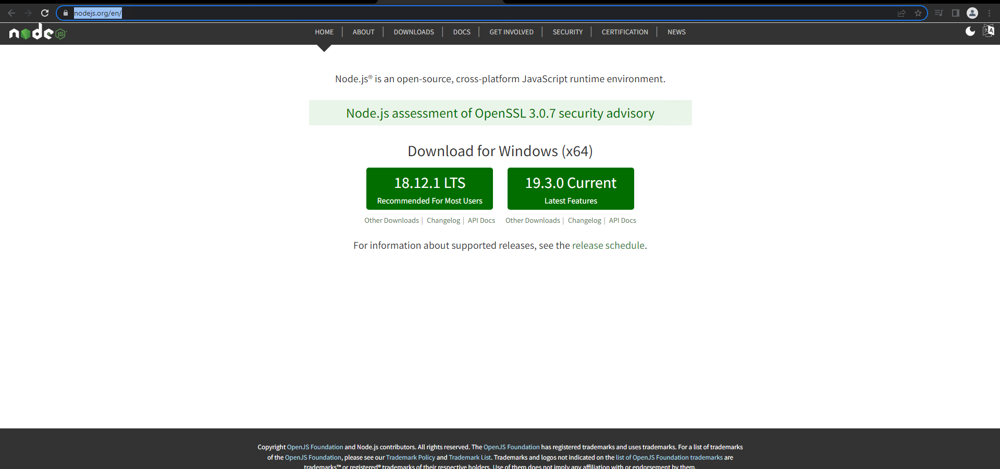 nodejs.org/en/
node JS
HOME | ABOUT | DOWNLOADS | DOCS | GET INVOLVED | SECURITY | CERTIFICATION | NEWS
Node.js® is an open-source, cross-platform JavaScript runtime environment.
Node.js assessment of OpenSSL 3.0.7 security advisory
Download for Windows (x64)
18.12.1 LTS
Recommended For Most Users
19.3.0 Current
Latest Features
Other Downloads | Changelog | API Docs
Other Downloads | Changelog | API Docs
For information about supported releases, see the release schedule.
Copyright OpenJS Foundation and Node.js contributors. All rights reserved. The OpenJS Foundation has registered trademarks and uses trademarks. For a list of trademarks
of the OpenJS Foundation, please see our Trademark Policy and Trademark List. Trademarks and logos not indicated on the list of OpenJS Foundation trademarks are
trademarks™ or registered® trademarks of their respective holders. Use of them does not imply any affiliation with or endorsement by them.